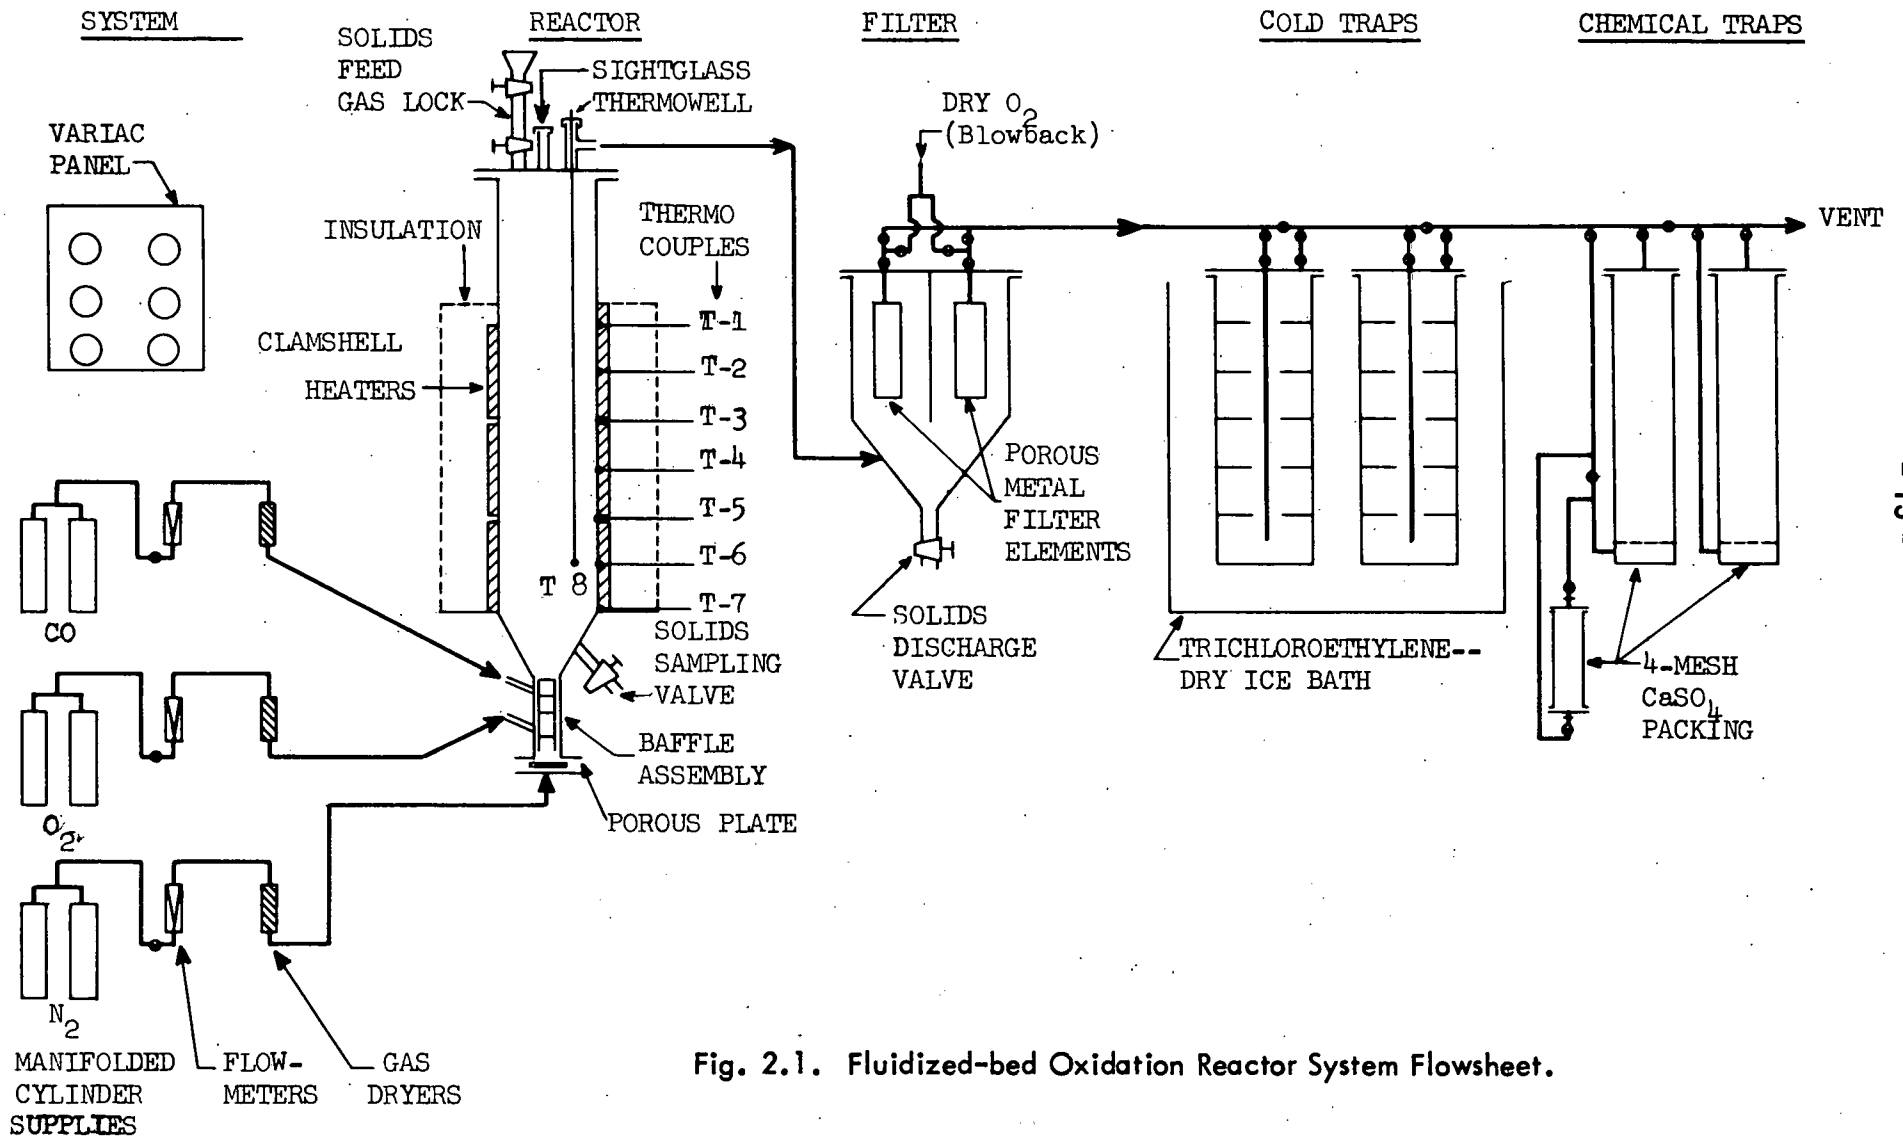 SYSTEM
REACTOR
FILTER
COLD TRAPS
CHEMICAL TRAPS
SOLIDS
FEED
GAS LOCK
SIGHTGLASS
THERMOWELL
DRY O2
(Blowback)
VARIAC
PANEL
INSULATION
THERMO
COUPLES
VENT
CLAMSHELL
HEATERS
T-1
T-2
T-3
T-4
T-5
T-6
T-7
T 8
POROUS
METAL
FILTER
ELEMENTS
CO
SOLIDS
SAMPLING
VALVE
SOLIDS
DISCHARGE
VALVE
TRICHLOROETHYLENE--
DRY ICE BATH
4-MESH
CaSO4
PACKING
BAFFLE
ASSEMBLY
POROUS PLATE
O2
N2
MANIFOLDED
CYLINDER
SUPPLIES
FLOW-
METERS
GAS
DRYERS
Fig. 2.1. Fluidized-bed Oxidation Reactor System Flowsheet.